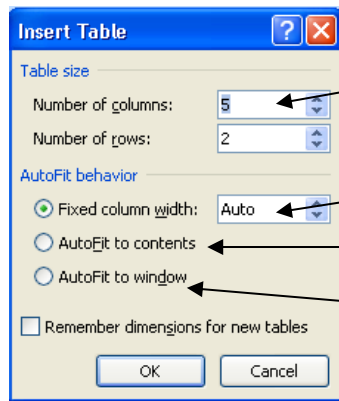 Insert Table
Table size
Number of columns: 5
Number of rows: 2
AutoFit behavior
Fixed column width: Auto
AutoFit to contents
AutoFit to window
Remember dimensions for new tables
OK Cancel